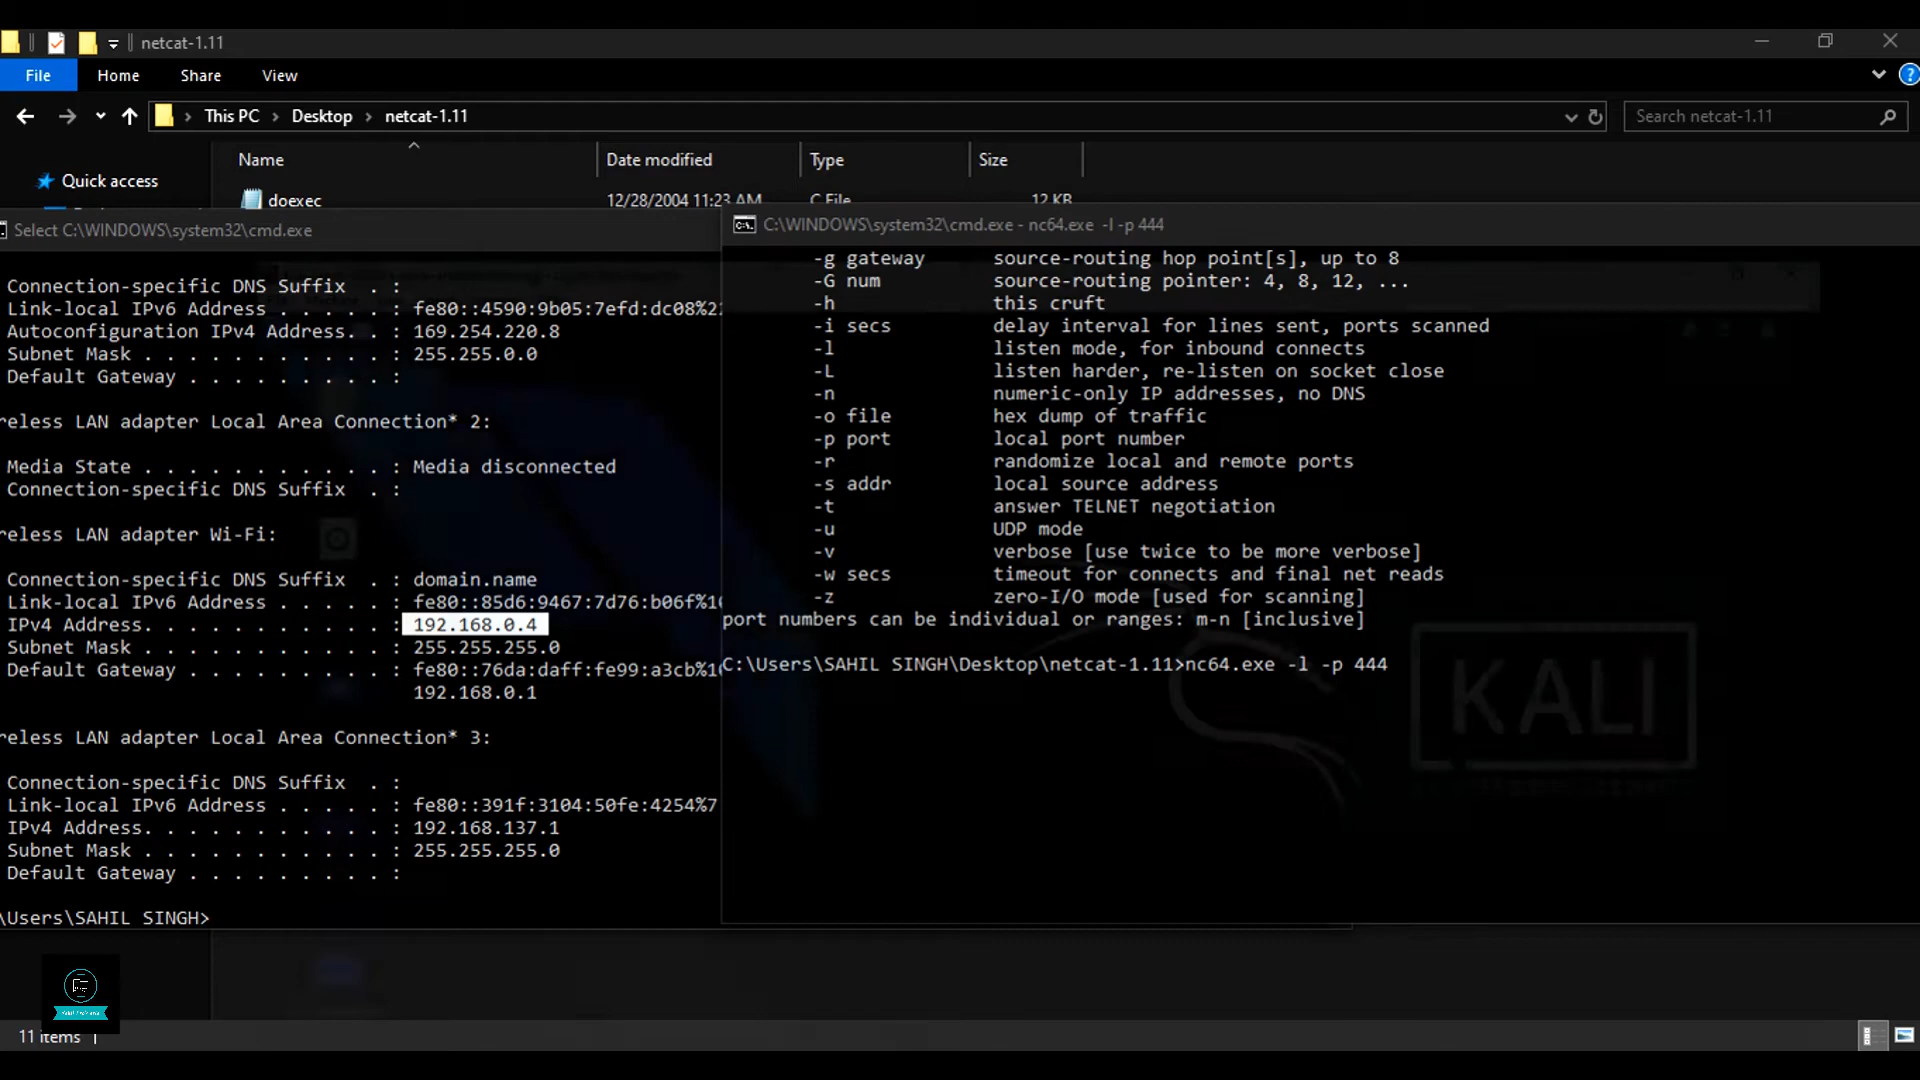 netcat-1.11
File Home Share View
This PC > Desktop > netcat-1.11
Search netcat-1.11
Name Date modified Type Size
Quick access
doexec 12/28/2004 11:23 AM C File 12 KB
Select C:\WINDOWS\system32\cmd.exe
Connection-specific DNS Suffix . :
Link-local IPv6 Address . . . . . : fe80::4590:9b05:7efd:dc08%2
Autoconfiguration IPv4 Address. . : 169.254.220.8
Subnet Mask . . . . . . . . . . . : 255.255.0.0
Default Gateway . . . . . . . . . :
reless LAN adapter Local Area Connection* 2:
Media State . . . . . . . . . . . : Media disconnected
Connection-specific DNS Suffix . :
reless LAN adapter Wi-Fi:
Connection-specific DNS Suffix . : domain.name
Link-local IPv6 Address . . . . . : fe80::85d6:9467:7d76:b06f%1
IPv4 Address. . . . . . . . . . . : 192.168.0.4
Subnet Mask . . . . . . . . . . . : 255.255.255.0
Default Gateway . . . . . . . . . : fe80::76da:daff:fe99:a3cb%1
192.168.0.1
reless LAN adapter Local Area Connection* 3:
Connection-specific DNS Suffix . :
Link-local IPv6 Address . . . . . : fe80::391f:3104:50fe:4254%7
IPv4 Address. . . . . . . . . . . : 192.168.137.1
Subnet Mask . . . . . . . . . . . : 255.255.255.0
Default Gateway . . . . . . . . . :
\Users\SAHIL SINGH>
C:\WINDOWS\system32\cmd.exe - nc64.exe -l -p 444
-g gateway source-routing hop point[s], up to 8
-G num source-routing pointer: 4, 8, 12, ...
-h this cruft
-i secs delay interval for lines sent, ports scanned
-l listen mode, for inbound connects
-L listen harder, re-listen on socket close
-n numeric-only IP addresses, no DNS
-o file hex dump of traffic
-p port local port number
-r randomize local and remote ports
-s addr local source address
-t answer TELNET negotiation
-u UDP mode
-v verbose [use twice to be more verbose]
-w secs timeout for connects and final net reads
-z zero-I/O mode [used for scanning]
port numbers can be individual or ranges: m-n [inclusive]
C:\Users\SAHIL SINGH\Desktop\netcat-1.11>nc64.exe -l -p 444
KALI
11 items